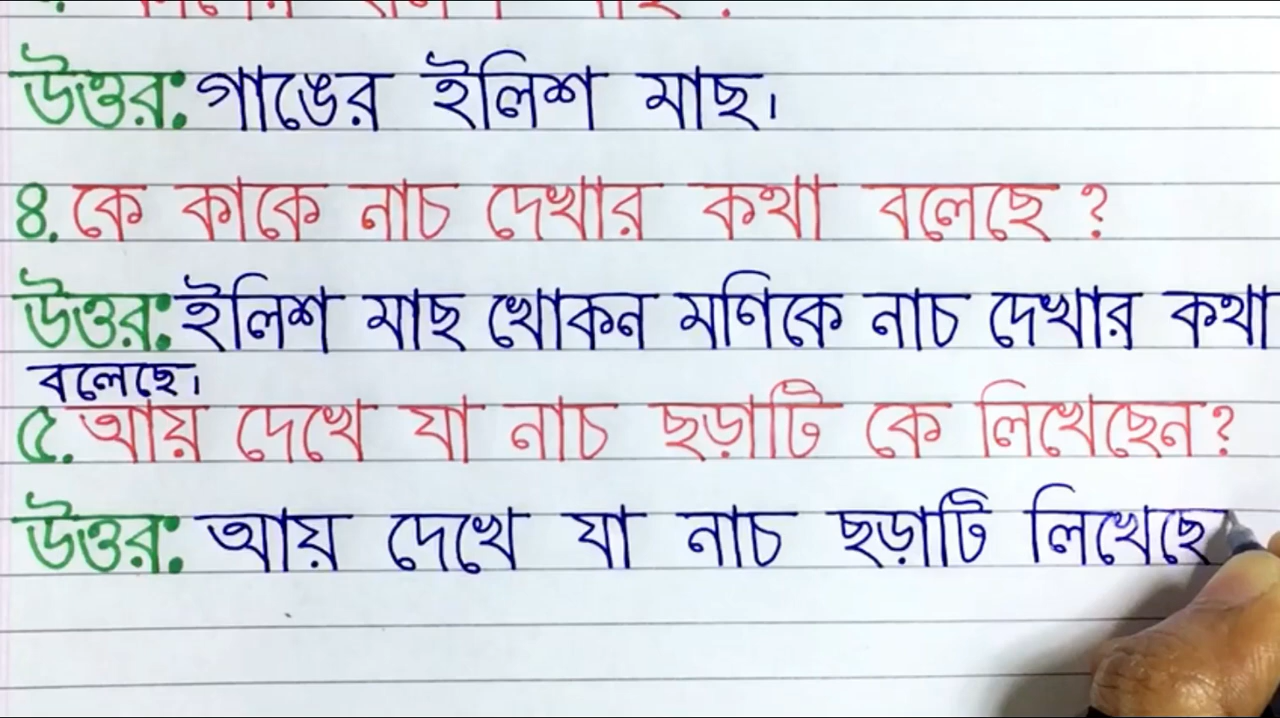 উত্তর: গাঙের ইলিশ মাছ।
৪. কে কাকে নাচ দেখার কথা বলেছে?
উত্তর: ইলিশ মাছ খোকন মণিকে নাচ দেখার কথা
বলেছে।
৫. আয় দেখে যা নাচ ছড়াটি কে লিখেছেন?
উত্তর: আয় দেখে যা নাচ ছড়াটি লিখেছে